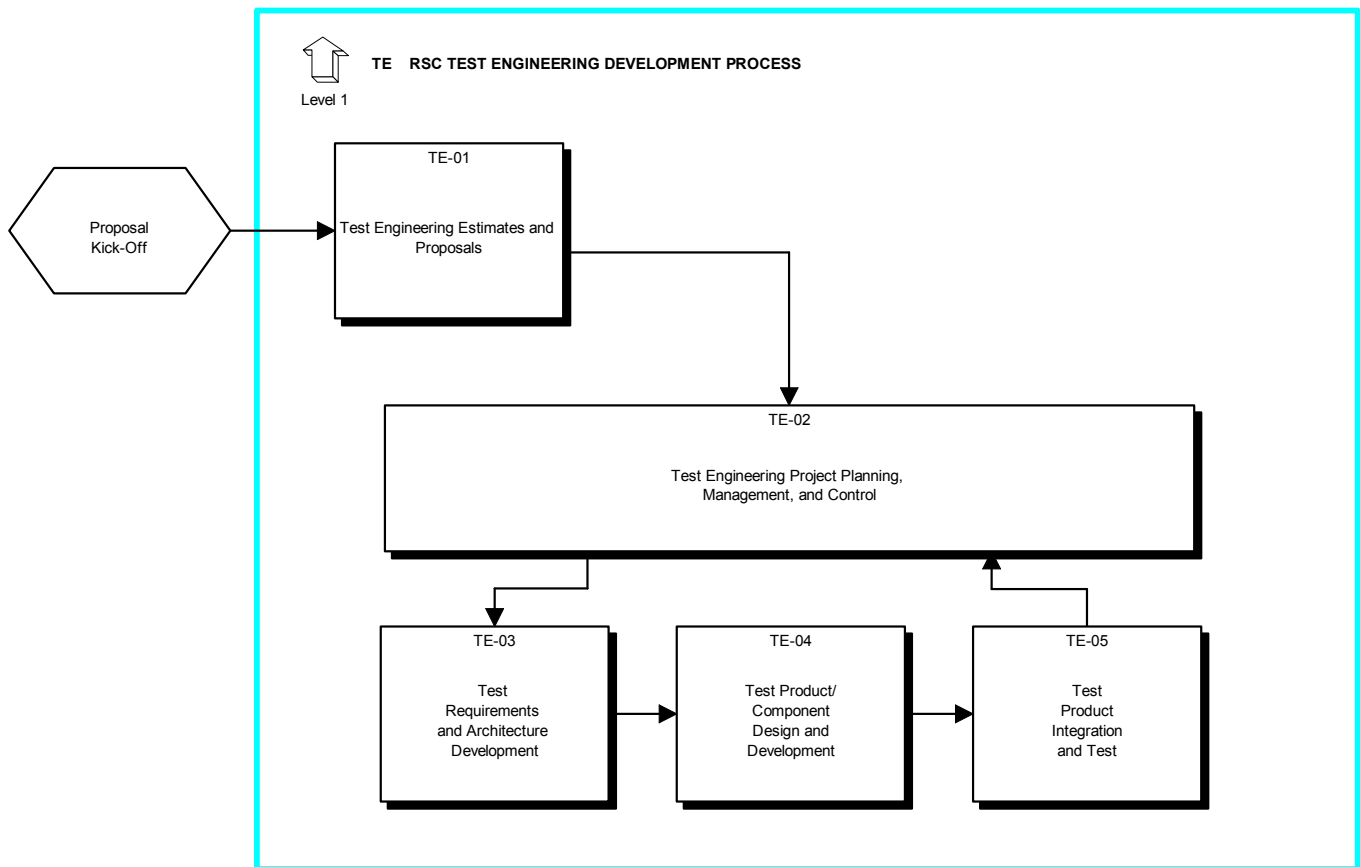 TE RSC TEST ENGINEERING DEVELOPMENT PROCESS
Level 1
Proposal
Kick-Off
TE-01
Test Engineering Estimates and
Proposals
TE-02
Test Engineering Project Planning,
Management, and Control
TE-03
Test
Requirements
and Architecture
Development
TE-04
Test Product/
Component
Design and
Development
TE-05
Test
Product
Integration
and Test